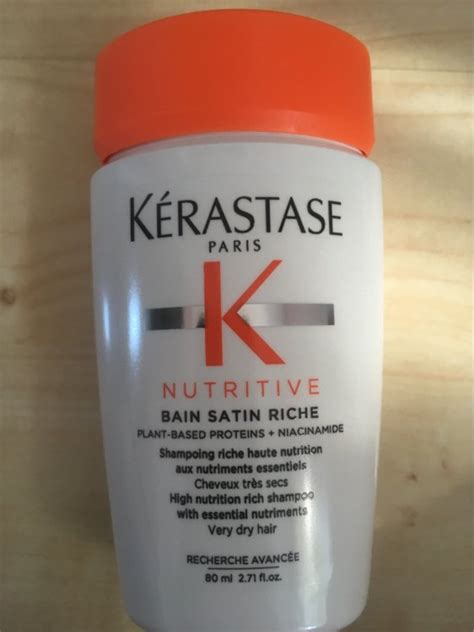 KÉRASTASE
PARIS
K
NUTRITIVE
BAIN SATIN RICHE
PLANT-BASED PROTEINS + NIACINAMIDE
Shampoing riche haute nutrition
aux nutriments essentiels
Cheveux très secs
High nutrition rich shampoo
with essential nutriments
Very dry hair
RECHERCHE AVANCÉE
80 ml 2.71 fl.oz.